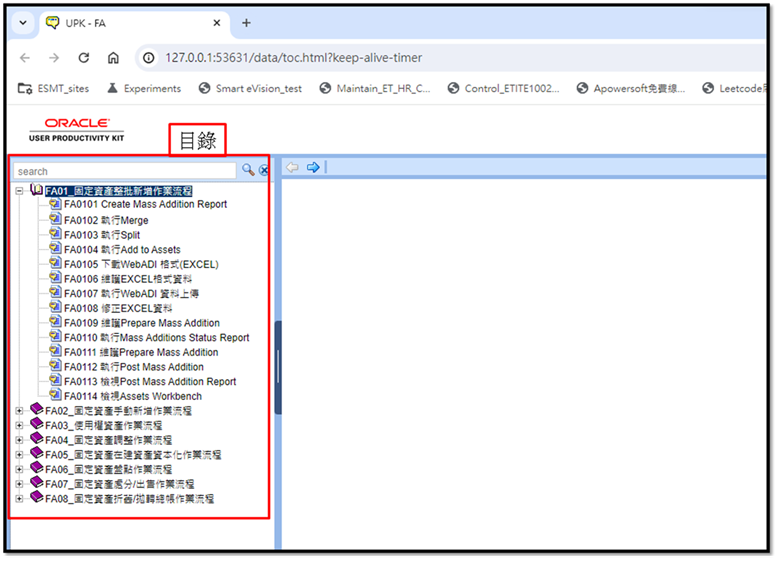 UPK - FA
127.0.0.1:53631/data/toc.html?keep-alive-timer
ESMT_sites
Experiments
Smart eVision_test
Maintain_ET_HR_C...
Control_ETITE1002...
Apowersoft免費線...
Leetcode
ORACLE
USER PRODUCTIVITY KIT
目錄
search
FA01_固定資產整批新增作業流程
FA0101 Create Mass Addition Report
FA0102 執行Merge
FA0103 執行Split
FA0104 執行Add to Assets
FA0105 下載WebADI 格式(EXCEL)
FA0106 維護EXCEL格式資料
FA0107 執行WebADI 資料上傳
FA0108 修正EXCEL資料
FA0109 維護Prepare Mass Addition
FA0110 執行Mass Additions Status Report
FA0111 維護Prepare Mass Addition
FA0112 執行Post Mass Addition
FA0113 檢視Post Mass Addition Report
FA0114 檢視Assets Workbench
FA02_固定資產手動新增作業流程
FA03_使用權資產作業流程
FA04_固定資產調整作業流程
FA05_固定資產在建資產資本化作業流程
FA06_固定資產盤點作業流程
FA07_固定資產處分/出售作業流程
FA08_固定資產折舊/拋轉總帳作業流程